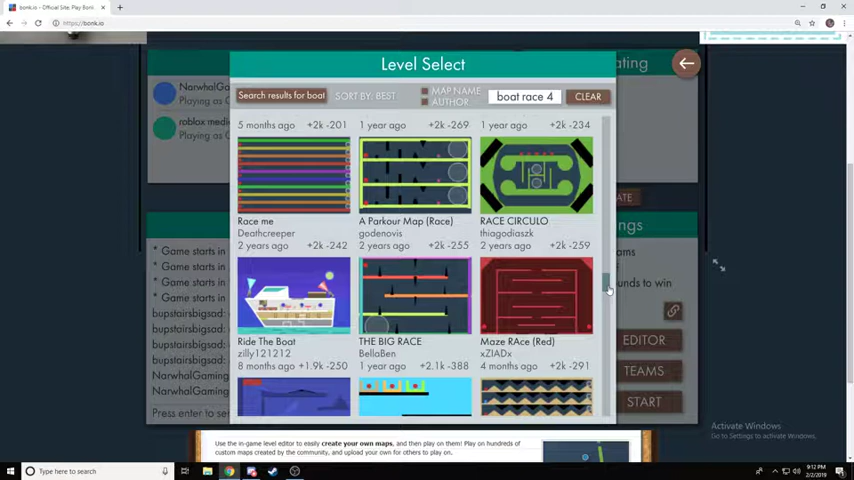 bonk.io - Official Site: Play Bonk
https://bonk.io
Level Select
Search results for boat
SORT BY: BEST
MAP NAME
AUTHOR
boat race 4
CLEAR
5 months ago +2k -201
1 year ago +2k -269
1 year ago +2k -234
Race me
Deathcreeper
2 years ago +2k -242
A Parkour Map (Race)
godenovis
2 years ago +2k -255
RACE CIRCULO
thiagodiaszk
2 years ago +2k -259
Ride The Boat
zilly121212
8 months ago +1.9k -250
THE BIG RACE
BellaBen
1 year ago +2.1k -388
Maze RAce (Red)
xZIADx
4 months ago +2k -291
NarwhalGa
Playing as
roblox medi
Playing as
ating
* Game starts in
* Game starts in
* Game starts in
* Game starts in
bupstairsbigsad:
bupstairsbigsad:
bupstairsbigsad:
NarwhalGaming
NarwhalGaming
Press enter to se
ATE
ngs
ams
unds to win
EDITOR
TEAMS
START
Activate Windows
Go to Settings to activate Windows.
Use the in-game level editor to easily create your own maps, and then play on them! Play on hundreds of
custom maps created by the community, and upload your own for others to play on.
Type here to search
9:12 PM
2/2/2019